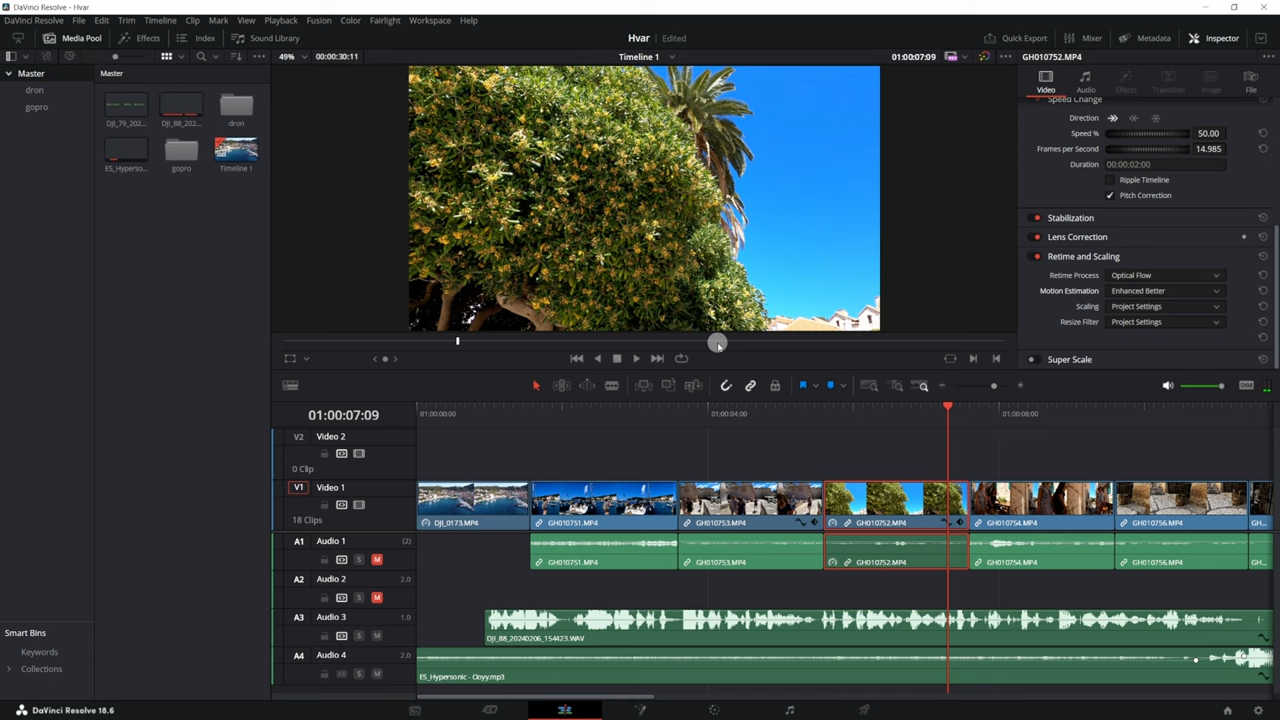 DaVinci Resolve - Hvar
DaVinci Resolve File Edit Trim Timeline Clip Mark View Playback Fusion Color Fairlight Workspace Help
Media Pool Effects Index Sound Library Hvar Edited Quick Export Mixer Metadata Inspector
49% 00:00:30:11 Timeline 1 01:00:07:09 GH010752.MP4
Master
dron
gopro
Master
DJI_79_202... DJI_88_202... dron
ES_Hyperso... gopro Timeline 1
Video Audio Effects Transition Image File
Speed Change
Direction
Speed % 50.00
Frames per Second 14.985
Duration 00:00:02:00
Ripple Timeline
Pitch Correction
Stabilization
Lens Correction
Retime and Scaling
Retime Process Optical Flow
Motion Estimation Enhanced Better
Scaling Project Settings
Resize Filter Project Settings
Super Scale
DIM
01:00:07:09 01:00:00:00 01:00:04:00 01:00:08:00
V2 Video 2
0 Clip
V1 Video 1
18 Clips
DJI_0173.MP4 GH010751.MP4 GH010753.MP4 GH010752.MP4 GH010754.MP4 GH010756.MP4 GH...
A1 Audio 1 (2)
S M
GH010751.MP4 GH010753.MP4 GH010752.MP4 GH010754.MP4 GH010756.MP4 GH...
A2 Audio 2 2.0
S M
A3 Audio 3 1.0
S M
DJI_88_20240206_154423.WAV
A4 Audio 4 2.0
S M
ES_Hypersonic - Ooyy.mp3
Smart Bins
Keywords
Collections
DaVinci Resolve 18.6